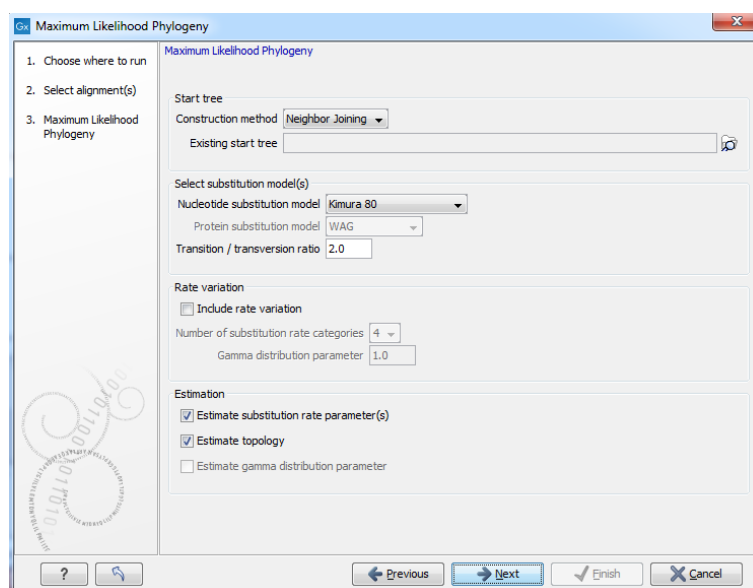 Gx Maximum Likelihood Phylogeny
1. Choose where to run
2. Select alignment(s)
3. Maximum Likelihood
Phylogeny
Maximum Likelihood Phylogeny
Start tree
Construction method Neighbor Joining
Existing start tree
Select substitution model(s)
Nucleotide substitution model Kimura 80
Protein substitution model WAG
Transition / transversion ratio 2.0
Rate variation
Include rate variation
Number of substitution rate categories 4
Gamma distribution parameter 1.0
Estimation
Estimate substitution rate parameter(s)
Estimate topology
Estimate gamma distribution parameter
? Previous Next Finish Cancel